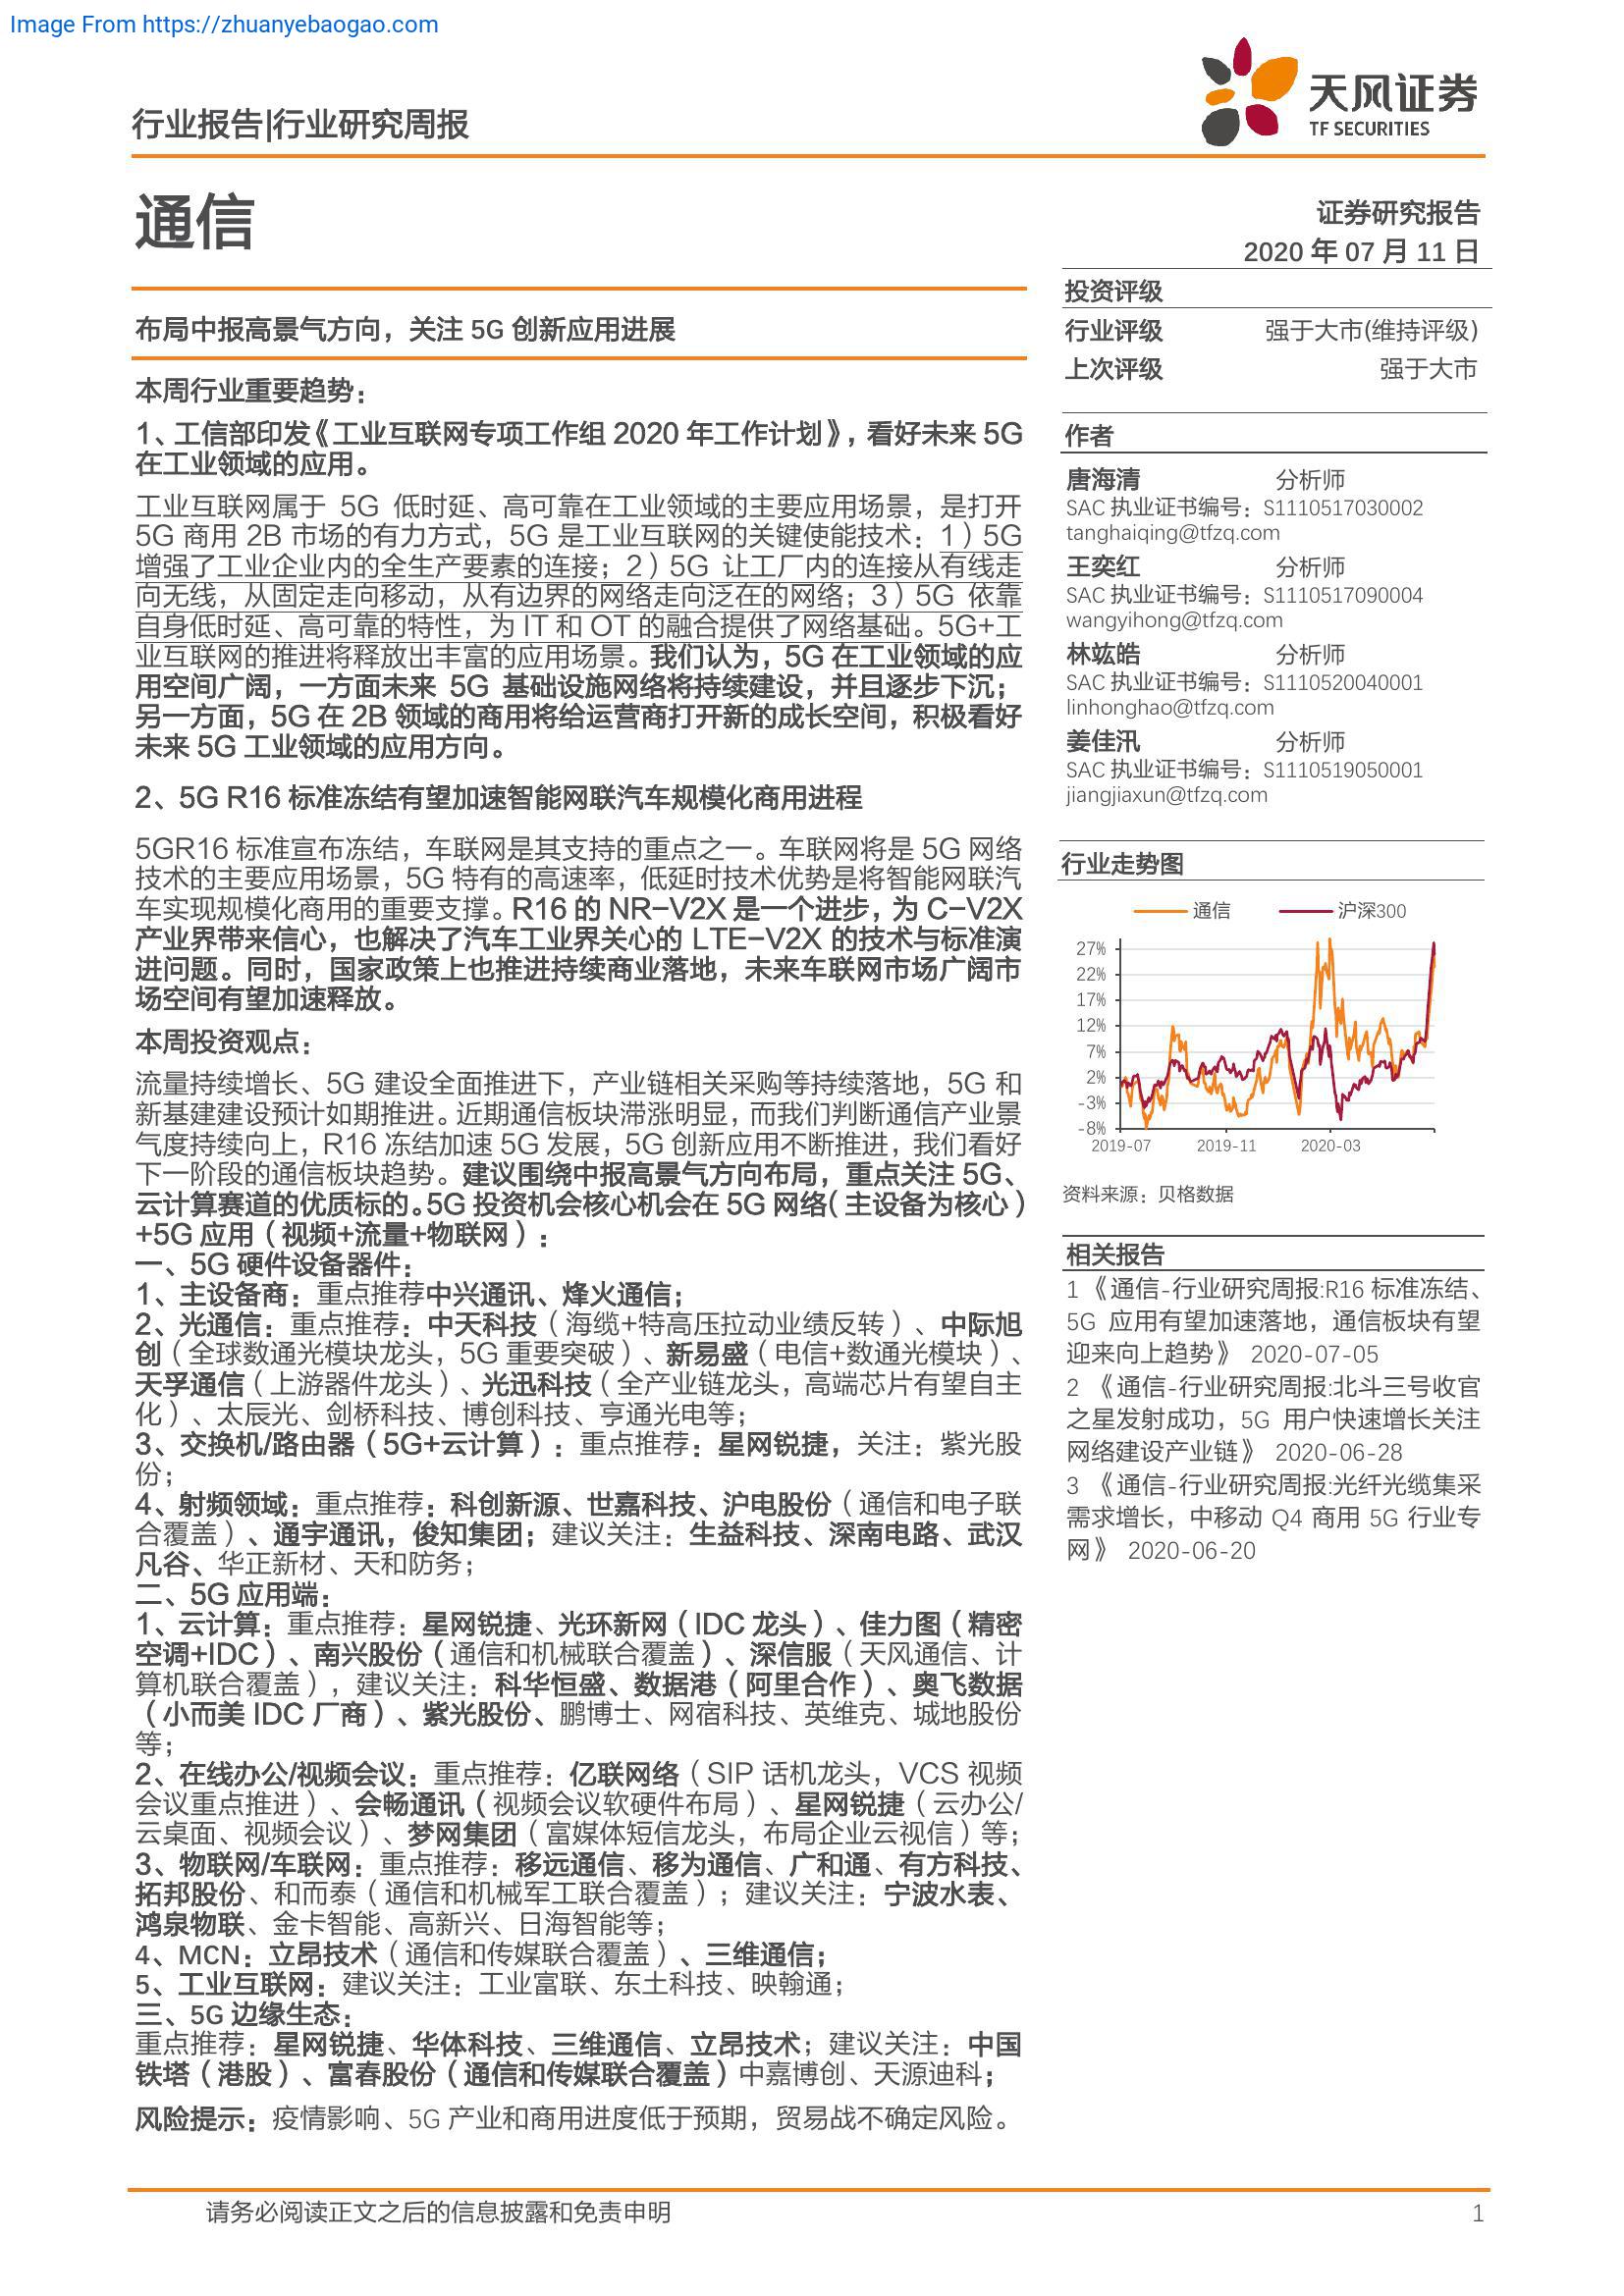 Image From https://zhuanyebaogao.com
行业报告|行业研究周报
天风证券
TF SECURITIES
通信
证券研究报告
2020 年 07 月 11 日
布局中报高景气方向，关注 5G 创新应用进展
本周行业重要趋势：
1、工信部印发《工业互联网专项工作组 2020 年工作计划》，看好未来 5G
在工业领域的应用。
工业互联网属于 5G 低时延、高可靠在工业领域的主要应用场景，是打开
5G 商用 2B 市场的有力方式，5G 是工业互联网的关键使能技术：1）5G
增强了工业企业内的全生产要素的连接；2）5G 让工厂内的连接从有线走
向无线，从固定走向移动，从有边界的网络走向泛在的网络；3）5G 依靠
自身低时延、高可靠的特性，为 IT 和 OT 的融合提供了网络基础。5G+工
业互联网的推进将释放出丰富的应用场景。我们认为，5G 在工业领域的应
用空间广阔，一方面未来 5G 基础设施网络将持续建设，并且逐步下沉；
另一方面，5G 在 2B 领域的商用将给运营商打开新的成长空间，积极看好
未来 5G 工业领域的应用方向。
2、5G R16 标准冻结有望加速智能网联汽车规模化商用进程
5GR16 标准宣布冻结，车联网是其支持的重点之一。车联网将是 5G 网络
技术的主要应用场景，5G 特有的高速率，低延时技术优势是将智能网联汽
车实现规模化商用的重要支撑。R16 的 NR-V2X 是一个进步，为 C-V2X
产业界带来信心，也解决了汽车工业界关心的 LTE-V2X 的技术与标准演
进问题。同时，国家政策上也推进持续商业落地，未来车联网市场广阔市
场空间有望加速释放。
本周投资观点：
流量持续增长、5G 建设全面推进下，产业链相关采购等持续落地，5G 和
新基建建设预计如期推进。近期通信板块滞涨明显，而我们判断通信产业景
气度持续向上，R16 冻结加速 5G 发展，5G 创新应用不断推进，我们看好
下一阶段的通信板块趋势。建议围绕中报高景气方向布局，重点关注 5G、
云计算赛道的优质标的。5G 投资机会核心机会在 5G 网络（主设备为核心）
+5G 应用（视频+流量+物联网）：
一、5G 硬件设备器件：
1、主设备商：重点推荐中兴通讯、烽火通信；
2、光通信：重点推荐：中天科技（海缆+特高压拉动业绩反转）、中际旭
创（全球数通光模块龙头，5G 重要突破）、新易盛（电信+数通光模块）、
天孚通信（上游器件龙头）、光迅科技（全产业链龙头，高端芯片有望自主
化）、太辰光、剑桥科技、博创科技、亨通光电等；
3、交换机/路由器（5G+云计算）：重点推荐：星网锐捷，关注：紫光股
份；
4、射频领域：重点推荐：科创新源、世嘉科技、沪电股份（通信和电子联
合覆盖）、通宇通讯，俊知集团；建议关注：生益科技、深南电路、武汉
凡谷、华正新材、天和防务；
二、5G 应用端：
1、云计算：重点推荐：星网锐捷、光环新网（IDC 龙头）、佳力图（精密
空调+IDC）、南兴股份（通信和机械联合覆盖）、深信服（天风通信、计
算机联合覆盖），建议关注：科华恒盛、数据港（阿里合作）、奥飞数据
（小而美 IDC 厂商）、紫光股份、鹏博士、网宿科技、英维克、城地股份
等；
2、在线办公/视频会议：重点推荐：亿联网络（SIP 话机龙头，VCS 视频
会议重点推进）、会畅通讯（视频会议软硬件布局）、星网锐捷（云办公/
云桌面、视频会议）、梦网集团（富媒体短信龙头，布局企业云视信）等；
3、物联网/车联网：重点推荐：移远通信、移为通信、广和通、有方科技、
拓邦股份、和而泰（通信和机械军工联合覆盖）；建议关注：宁波水表、
鸿泉物联、金卡智能、高新兴、日海智能等；
4、MCN：立昂技术（通信和传媒联合覆盖）、三维通信；
5、工业互联网：建议关注：工业富联、东土科技、映翰通；
三、5G 边缘生态：
重点推荐：星网锐捷、华体科技、三维通信、立昂技术；建议关注：中国
铁塔（港股）、富春股份（通信和传媒联合覆盖）中嘉博创、天源迪科；
风险提示：疫情影响、5G 产业和商用进度低于预期，贸易战不确定风险。
投资评级
行业评级 强于大市(维持评级)
上次评级 强于大市
作者
唐海清 分析师
SAC 执业证书编号：S1110517030002
tanghaiqing@tfzq.com
王奕红 分析师
SAC 执业证书编号：S1110517090004
wangyihong@tfzq.com
林竑皓 分析师
SAC 执业证书编号：S1110520040001
linhonghao@tfzq.com
姜佳汛 分析师
SAC 执业证书编号：S1110519050001
jiangjiaxun@tfzq.com
行业走势图
通信 沪深300
27%
22%
17%
12%
7%
2%
-3%
-8%
2019-07 2019-11 2020-03
资料来源：贝格数据
相关报告
1 《通信-行业研究周报:R16 标准冻结、
5G 应用有望加速落地，通信板块有望
迎来向上趋势》 2020-07-05
2 《通信-行业研究周报:北斗三号收官
之星发射成功，5G 用户快速增长关注
网络建设产业链》 2020-06-28
3 《通信-行业研究周报:光纤光缆集采
需求增长，中移动 Q4 商用 5G 行业专
网》 2020-06-20
请务必阅读正文之后的信息披露和免责申明
1